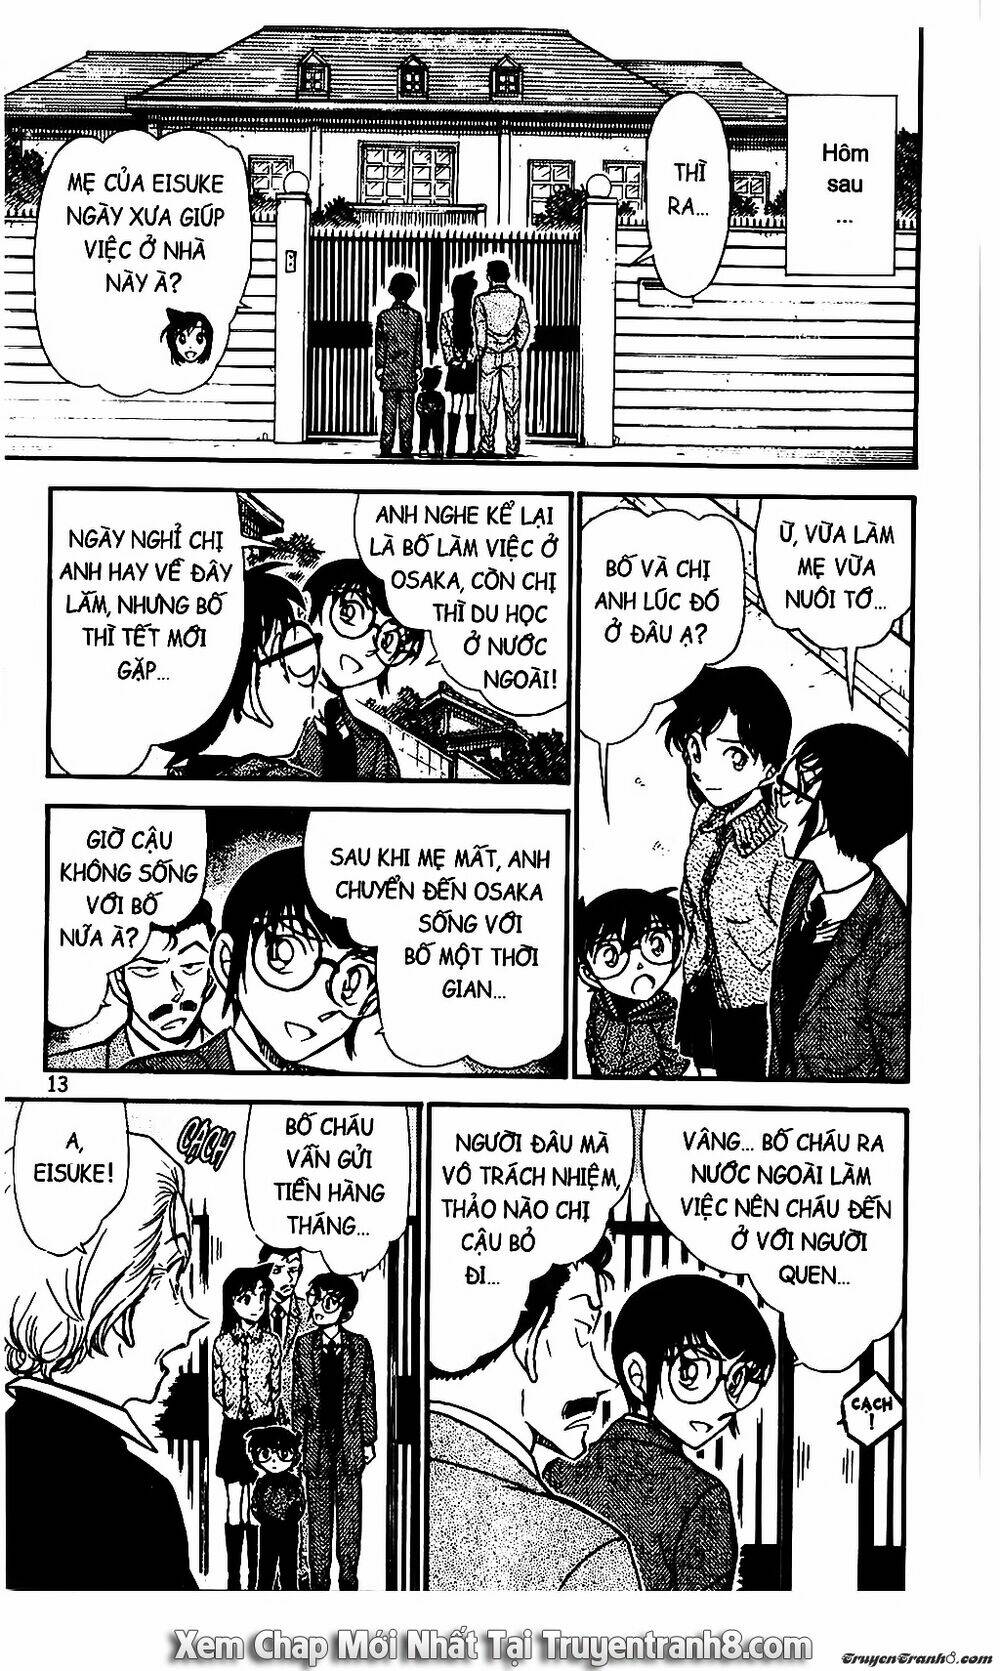 Hôm
sau
...
THÌ
RA...
MẸ CỦA EISUKE
NGÀY XƯA GIÚP
VIỆC Ở NHÀ
NÀY À?
Ừ, VỪA LÀM
MẸ VỪA
NUÔI TỚ...
BỐ VÀ CHỊ
ANH LÚC ĐÓ
Ở ĐÂU Ạ?
ANH NGHE KỂ LẠI
LÀ BỐ LÀM VIỆC Ở
OSAKA, CÒN CHỊ
THÌ DU HỌC
Ở NƯỚC
NGOÀI!
NGÀY NGHỈ CHỊ
ANH HAY VỀ ĐÂY
LẮM, NHƯNG BỐ
THÌ TẾT MỚI
GẶP...
SAU KHI MẸ MẤT, ANH
CHUYỂN ĐẾN OSAKA
SỐNG VỚI
BỐ MỘT THỜI
GIAN...
GIỜ CẬU
KHÔNG SỐNG
VỚI BỐ
NỮA À?
13
VÂNG... BỐ CHÁU RA
NƯỚC NGOÀI LÀM
VIỆC NÊN CHÁU ĐẾN
Ở VỚI NGƯỜI
QUEN...
NGƯỜI ĐÂU MÀ
VÔ TRÁCH NHIỆM,
THẢO NÀO CHỊ
CẬU BỎ
ĐI...
CẠCH
!
BỐ CHÁU
VẪN GỬI
TIỀN HÀNG
THÁNG...
CẠCH
A,
EISUKE!
Xem Chap Mới Nhất Tại Truyentranh8.com
TruyenTranh8.com